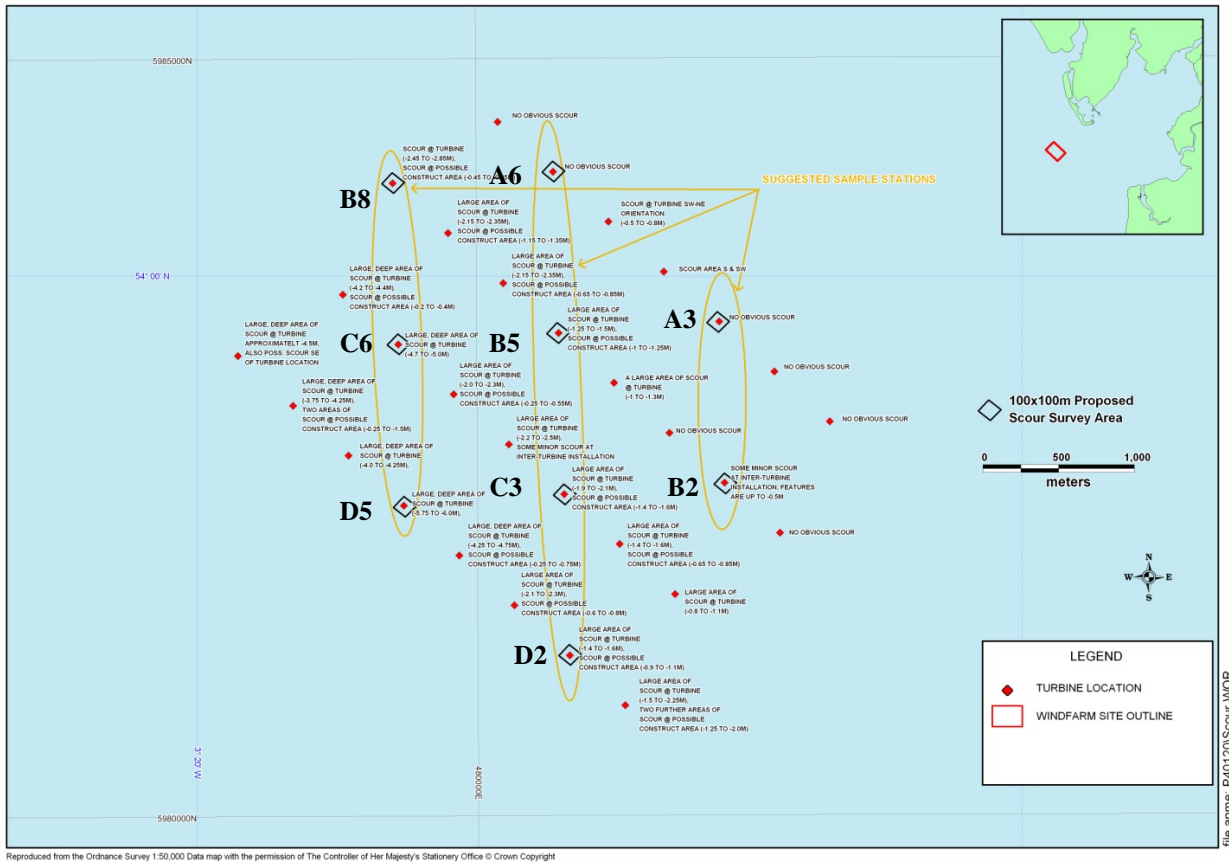 5985000N
NO OBVIOUS SCOUR
SCOUR @ TURBINE
(-2.45 TO -2.85M),
SCOUR @ POSSIBLE
CONSTRUCT AREA (-0.45
B8
A6
NO OBVIOUS SCOUR
SUGGESTED SAMPLE STATIONS
LARGE AREA OF
SCOUR @ TURBINE
(-2.15 TO -2.35M),
SCOUR @ POSSIBLE
CONSTRUCT AREA (-1.15 TO -1.35M)
SCOUR @ TURBINE SW-NE
ORIENTATION
(-0.5 to -0.8M)
LARGE AREA OF
SCOUR @ TURBINE
(-2.15 TO -2.35M),
SCOUR @ POSSIBLE
CONSTRUCT AREA (-0.65 TO -0.85M)
SCOUR AREA S & SW
54° 00' N
LARGE, DEEP AREA OF
SCOUR @ TURBINE
(-4.2 TO -4.4M),
SCOUR @ POSSIBLE
CONSTRUCT AREA (-0.2 TO -0.4M)
A3
NO OBVIOUS SCOUR
LARGE, DEEP AREA OF
SCOUR @ TURBINE
APPROXIMATELT -4.5M.
ALSO POSS. SCOUR SE
OF TURBINE LOCATION
C6
LARGE, DEEP AREA OF
SCOUR @ TURBINE
(-4.7 TO -5.0M)
B5
LARGE AREA OF
SCOUR @ TURBINE
(-1.25 TO -1.5M),
SCOUR @ POSSIBLE
CONSTRUCT AREA (-1 TO -1.25M)
LARGE AREA OF
SCOUR @ TURBINE
(-2.0 TO -2.3M),
SCOUR @ POSSIBLE
CONSTRUCT AREA (-0.25 TO -0.55M)
A LARGE AREA OF SCOUR
@ TURBINE
(-1 TO -1.3M)
NO OBVIOUS SCOUR
LARGE, DEEP AREA OF
SCOUR @ TURBINE
(-3.75 TO -4.25M),
TWO AREAS OF
SCOUR @ POSSIBLE
CONSTRUCT AREA (-0.25 TO -1.5M)
LARGE AREA OF
SCOUR @ TURBINE
(-2.2 TO -2.5M),
SOME MINOR SCOUR AT
INTER-TURBINE INSTALLATION
NO OBVIOUS SCOUR
NO OBVIOUS SCOUR
LARGE, DEEP AREA OF
SCOUR @ TURBINE
(-4.0 TO -4.25M),
C3
LARGE AREA OF
SCOUR @ TURBINE
(-1.9 TO -2.1M),
SCOUR @ POSSIBLE
CONSTRUCT AREA (-1.4 TO -1.6M)
B2
SOME MINOR SCOUR
AT INTER-TURBINE
INSTALLATION, FEATURES
ARE UP TO -0.5M
D5
LARGE, DEEP AREA OF
SCOUR @ TURBINE
(-5.75 TO -6.0M),
LARGE, DEEP AREA OF
SCOUR @ TURBINE
(-4.25 TO -4.75M),
SCOUR @ POSSIBLE
CONSTRUCT AREA (-0.25 TO -0.75M)
LARGE AREA OF
SCOUR @ TURBINE
(-1.4 TO -1.6M),
SCOUR @ POSSIBLE
CONSTRUCT AREA (-0.65 TO -0.85M)
NO OBVIOUS SCOUR
LARGE AREA OF
SCOUR @ TURBINE
(-2.1 TO -2.3M),
SCOUR @ POSSIBLE
CONSTRUCT AREA (-0.6 TO -0.8M)
LARGE AREA OF
SCOUR @ TURBINE
(-0.8 TO -1.1M)
D2
LARGE AREA OF
SCOUR @ TURBINE
(-1.4 TO -1.6M),
SCOUR @ POSSIBLE
CONSTRUCT AREA (-0.9 TO -1.1M)
LARGE AREA OF
SCOUR @ TURBINE
(-1.5 TO -2.25M),
TWO FURTHER AREAS OF
SCOUR @ POSSIBLE
CONSTRUCT AREA (-1.25 TO -2.0M)
3° 20' W
480000E
5980000N
100x100m Proposed
Scour Survey Area
0 500 1,000
meters
N
W E
S
LEGEND
TURBINE LOCATION
WINDFARM SITE OUTLINE
Reproduced from the Ordnance Survey 1:50,000 Data map with the permission of The Controller of Her Majesty's Stationery Office © Crown Copyright